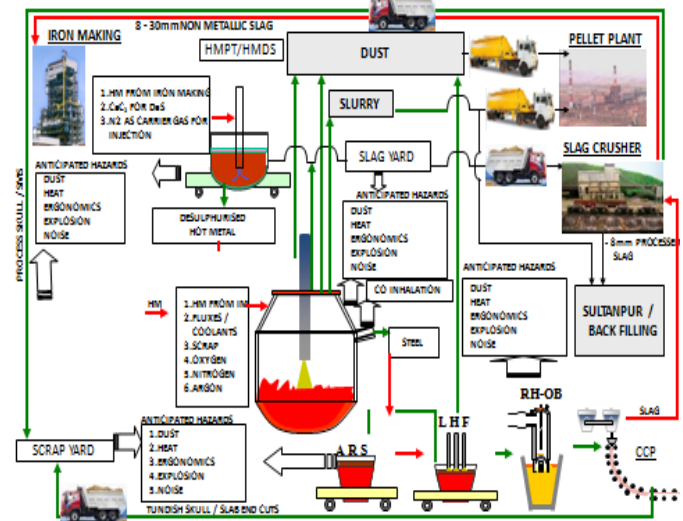 8 - 30mm NON METALLIC SLAG
IRON MAKING
HMPT/HMDS
DUST
PELLET PLANT
1.HM FROM IRON MAKING
2.CaC₂ FOR DeS
3.N2 AS CARRIER GAS FOR
INJECTION
SLURRY
SLAG YARD
SLAG CRUSHER
ANTICIPATED HAZARDS
DUST
HEAT
ERGONOMICS
EXPLOSION
NOISE
PROCESS SKULL / SMS
DESULPHURISED
HOT METAL
ANTICIPATED HAZARDS
DUST
HEAT
ERGONOMICS
EXPLOSION
NOISE
CO INHALATION
- 8mm PROCESSED
SLAG
ANTICIPATED HAZARDS
DUST
HEAT
ERGONOMICS
EXPLOSION
NOISE
SULTANPUR /
BACK FILLING
HM
1.HM FROM IM
2.FLUXES /
COOLANTS
3.SCRAP
4.OXYGEN
5.NITROGEN
6.ARGON
STEEL
RH-OB
SLAG
ANTICIPATED HAZARDS
1.DUST
2.HEAT
3.ERGONOMICS
4.EXPLOSION
5.NOISE
SCRAP YARD
ARS
LHF
CCP
TUNDISH SKULL / SLAB END CUTS